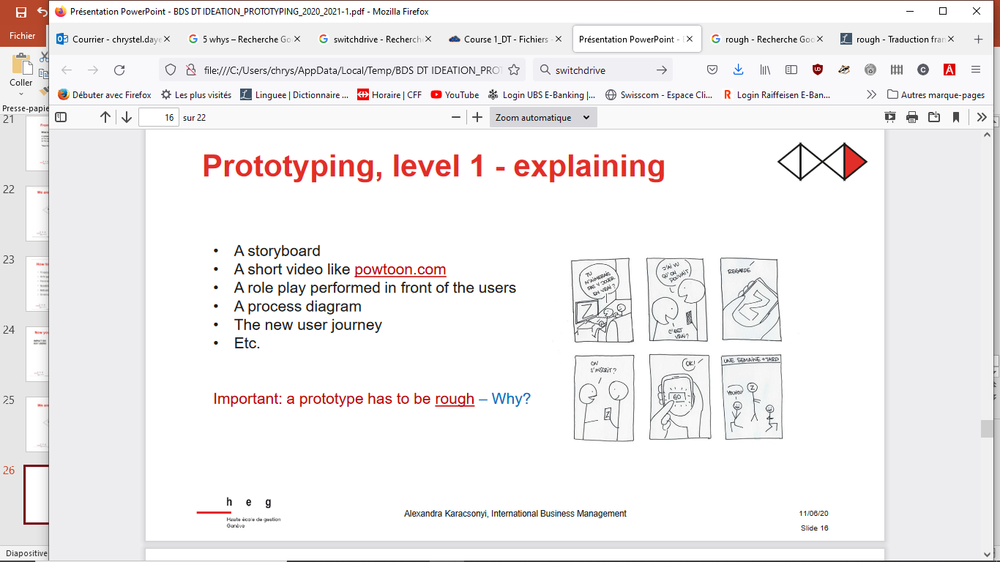 Présentation PowerPoint - BDS DT IDEATION_PROTOTYPING_2020_2021-1.pdf - Mozilla Firefox
Fichier
Courrier - chrystel.daye
5 whys – Recherche Go
switchdrive - Recherch
Course 1_DT - Fichiers -
Présentation PowerPoint -
rough - Recherche Goo
rough - Traduction fran
Coller
file:///C:/Users/chrys/AppData/Local/Temp/BDS DT IDEATION_PROT
switchdrive
Débuter avec Firefox
Les plus visités
Linguee | Dictionnaire ...
Horaire | CFF
YouTube
Login UBS E-Banking |...
Swisscom - Espace Cli...
Login Raiffeisen E-Ban...
Autres marque-pages
Presse-papie
16 sur 22
Zoom automatique
21
22
23
24
25
26
Prototyping, level 1 - explaining
• A storyboard
• A short video like powtoon.com
• A role play performed in front of the users
• A process diagram
• The new user journey
• Etc.
Important: a prototype has to be rough – Why?
TU
N'AIMERAIS
PAS Y JOUER
EN VRAI ?
Z
J'AI VU
QU'ON
POUVAIT
C'EST
VRAI ?
REGARDE
Z
ON
S'INSCRIT ?
Z
OK!
GO
UNE SEMAINE + TARD
YOUHOU
Z
h e g
Haute école de gestion
Genève
Alexandra Karacsonyi, International Business Management
11/06/20
Slide 16
Diapositive